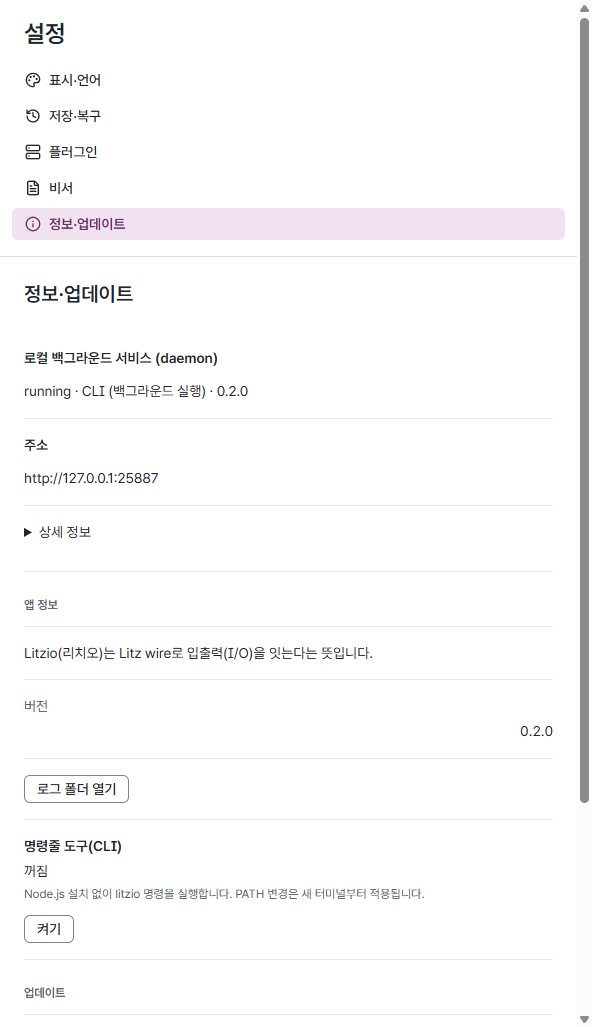 설정
표시·언어
저장·복구
플러그인
비서
정보·업데이트
정보·업데이트
로컬 백그라운드 서비스 (daemon)
running · CLI (백그라운드 실행) · 0.2.0
주소
http://127.0.0.1:25887
상세 정보
앱 정보
Litzio(리치오)는 Litz wire로 입출력(I/O)을 잇는다는 뜻입니다.
버전
0.2.0
로그 폴더 열기
명령줄 도구(CLI)
꺼짐
Node.js 설치 없이 litzio 명령을 실행합니다. PATH 변경은 새 터미널부터 적용됩니다.
켜기
업데이트